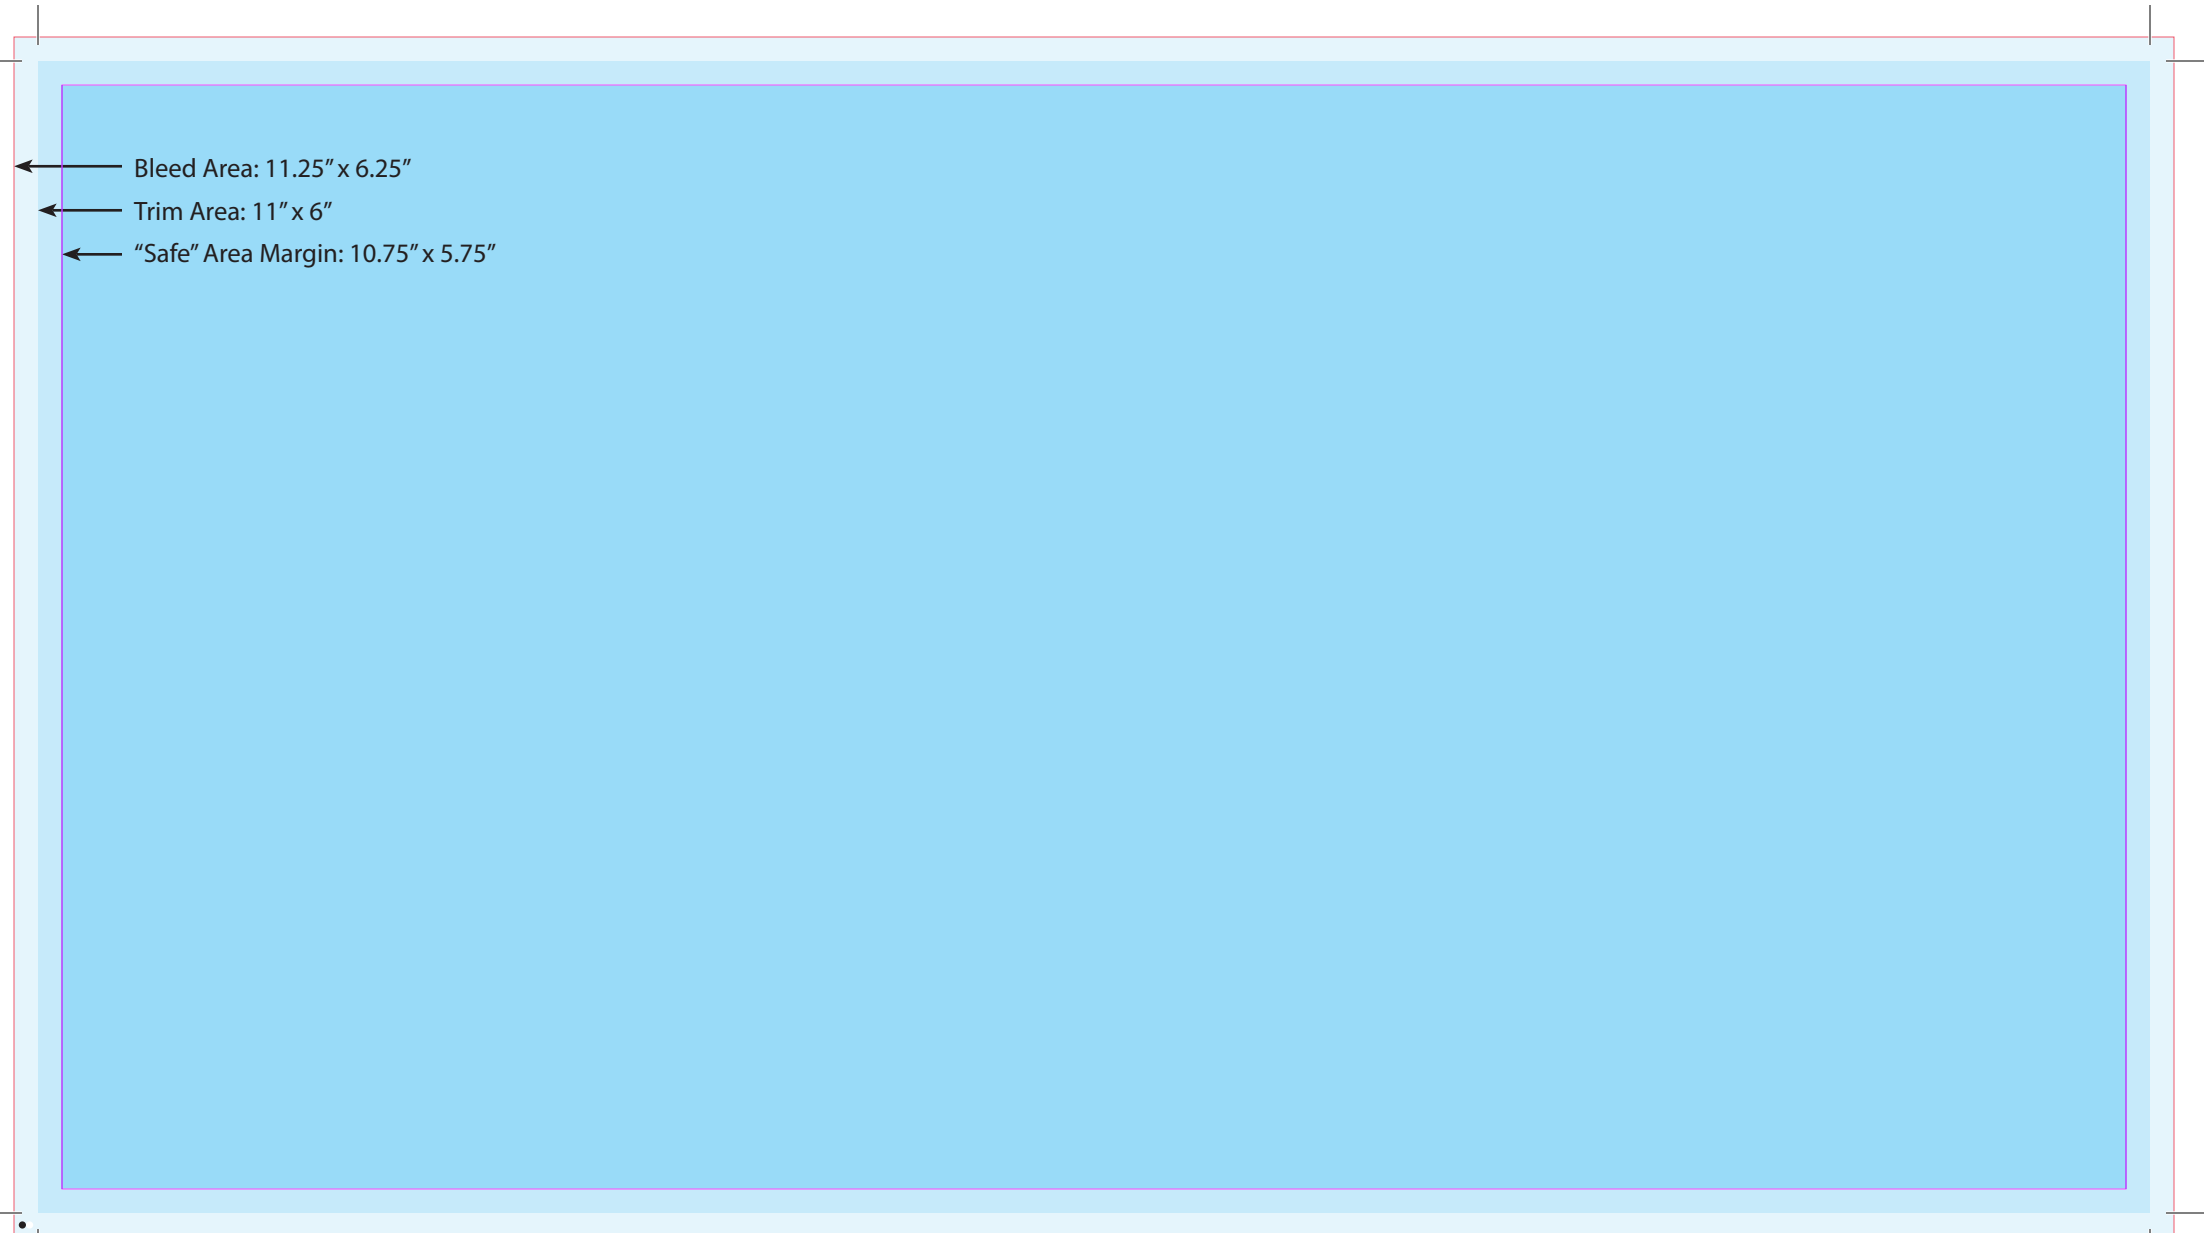 Bleed Area: 11.25” x 6.25”
Trim Area: 11” x 6”
“Safe” Area Margin: 10.75” x 5.75”